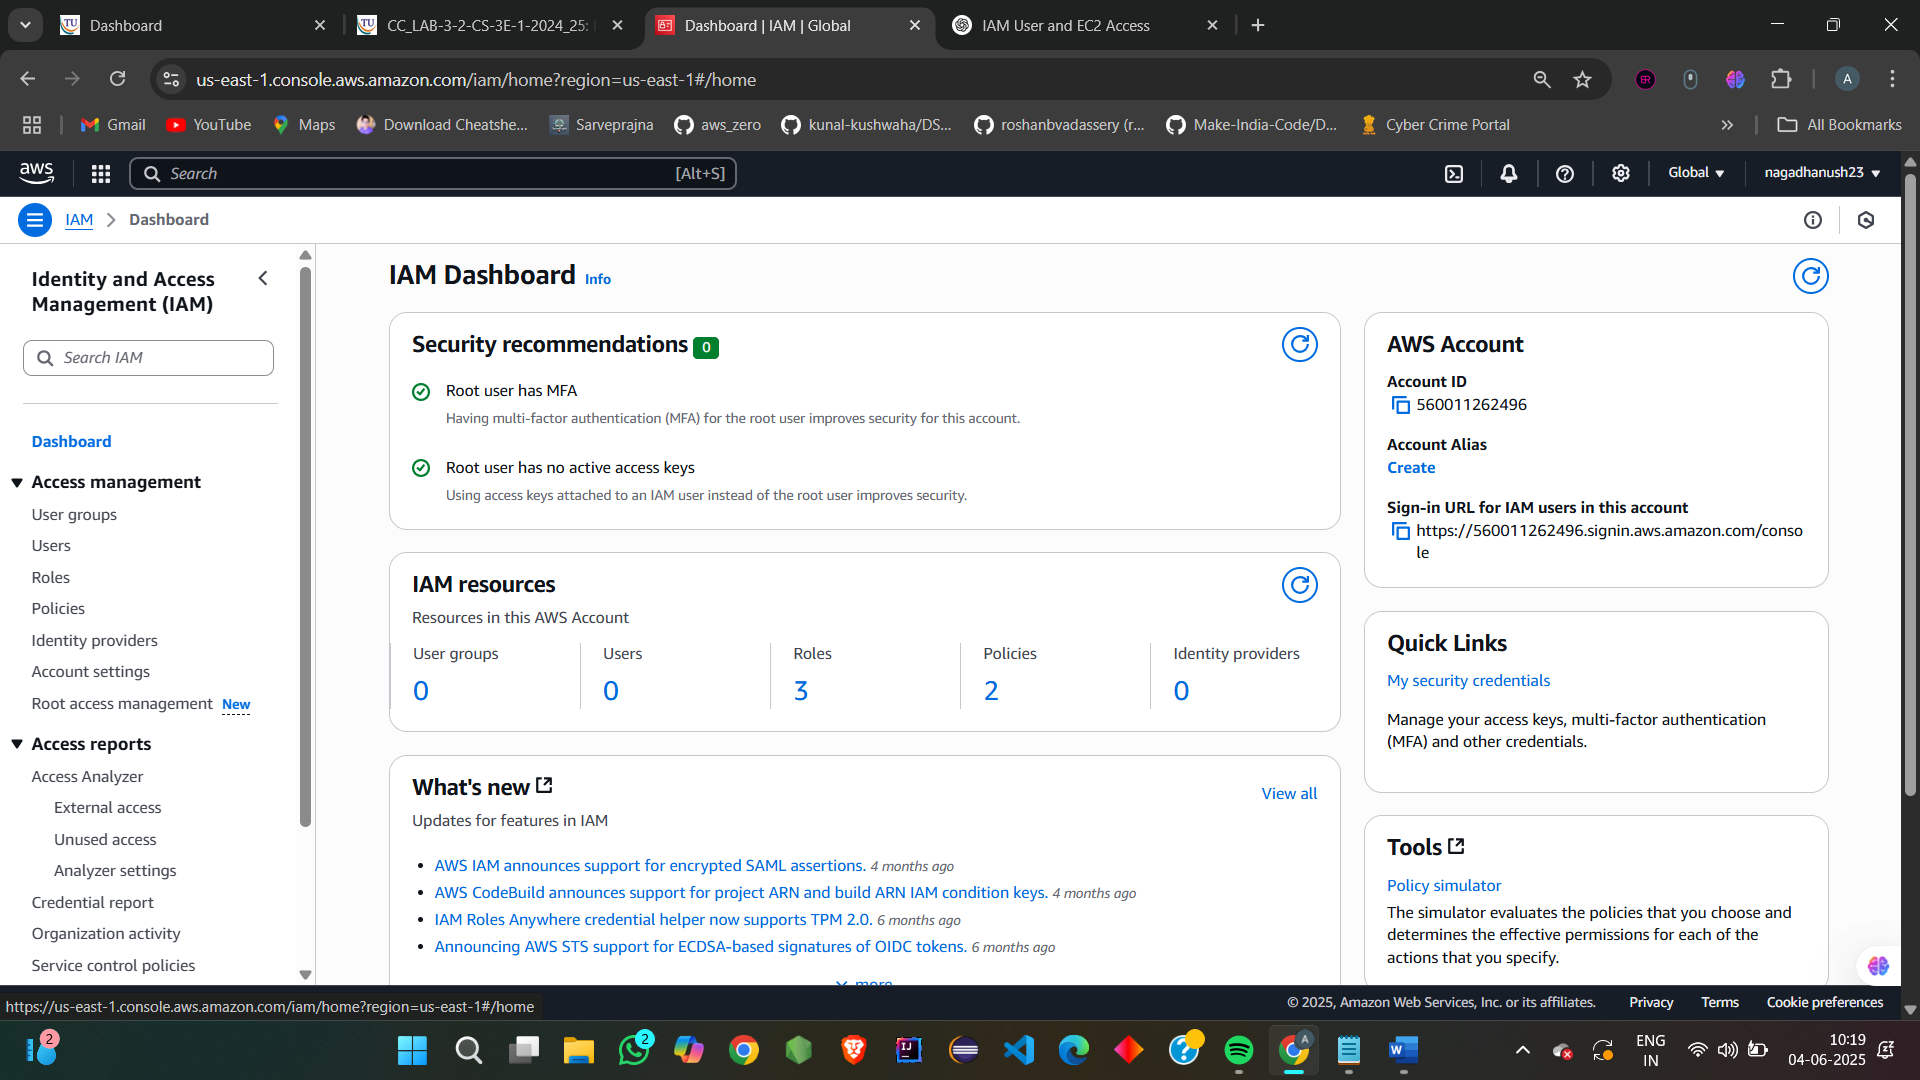 Dashboard
CC_LAB-3-2-CS-3E-1-2024_25:
Dashboard | IAM | Global
IAM User and EC2 Access
us-east-1.console.aws.amazon.com/iam/home?region=us-east-1#/home
A
Gmail
YouTube
Maps
Download Cheatshe...
Sarveprajna
aws_zero
kunal-kushwaha/DS...
roshanbvadassery (r...
Make-India-Code/D...
Cyber Crime Portal
All Bookmarks
aws
Search
[Alt+S]
Global
nagadhanush23
IAM
Dashboard
Identity and Access
Management (IAM)
Search IAM
Dashboard
Access management
User groups
Users
Roles
Policies
Identity providers
Account settings
Root access management New
Access reports
Access Analyzer
External access
Unused access
Analyzer settings
Credential report
Organization activity
Service control policies
IAM Dashboard Info
Security recommendations 0
Root user has MFA
Having multi-factor authentication (MFA) for the root user improves security for this account.
Root user has no active access keys
Using access keys attached to an IAM user instead of the root user improves security.
IAM resources
Resources in this AWS Account
User groups
0
Users
0
Roles
3
Policies
2
Identity providers
0
What's new
View all
Updates for features in IAM
AWS IAM announces support for encrypted SAML assertions. 4 months ago
AWS CodeBuild announces support for project ARN and build ARN IAM condition keys. 4 months ago
IAM Roles Anywhere credential helper now supports TPM 2.0. 6 months ago
Announcing AWS STS support for ECDSA-based signatures of OIDC tokens. 6 months ago
more
AWS Account
Account ID
560011262496
Account Alias
Create
Sign-in URL for IAM users in this account
https://560011262496.signin.aws.amazon.com/conso
le
Quick Links
My security credentials
Manage your access keys, multi-factor authentication
(MFA) and other credentials.
Tools
Policy simulator
The simulator evaluates the policies that you choose and
determines the effective permissions for each of the
actions that you specify.
https://us-east-1.console.aws.amazon.com/iam/home?region=us-east-1#/home
© 2025, Amazon Web Services, Inc. or its affiliates.
Privacy
Terms
Cookie preferences
2
2
A
ENG
IN
10:19
04-06-2025